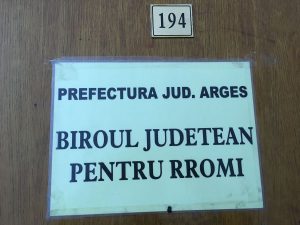 194
PREFECTURA JUD. ARGES
BIROUL JUDETEAN
PENTRU RROMI